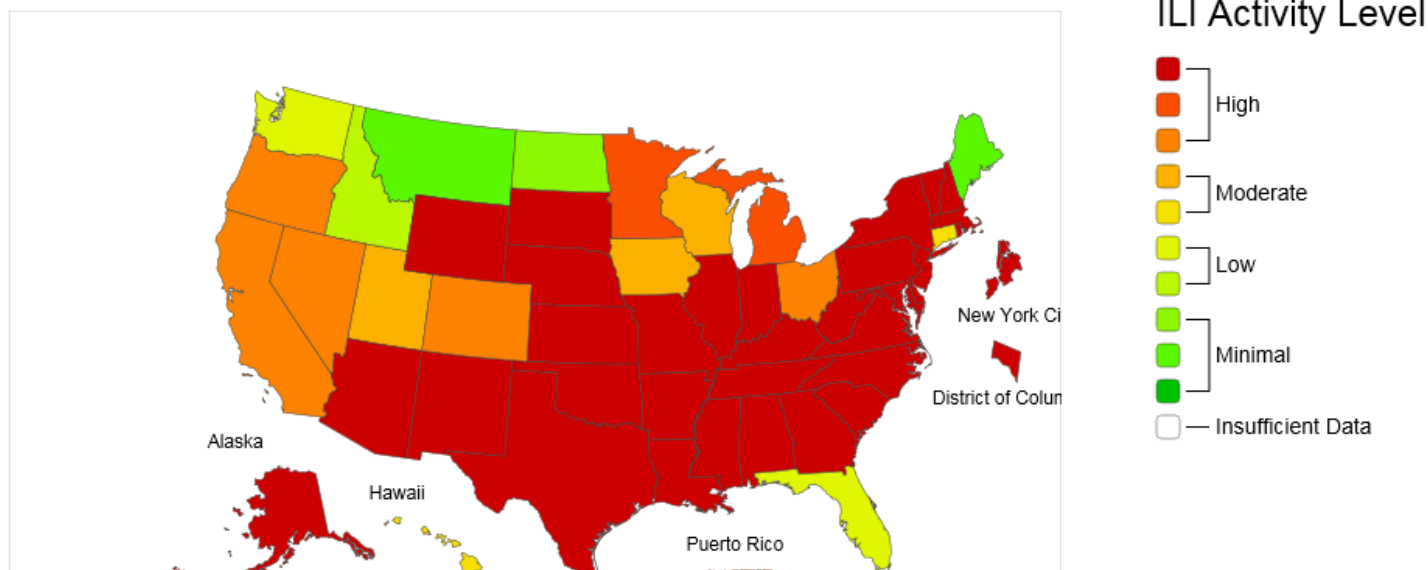 ILI Activity Level
High
Moderate
Low
Minimal
Insufficient Data
New York Ci
District of Colum
Alaska
Hawaii
Puerto Rico